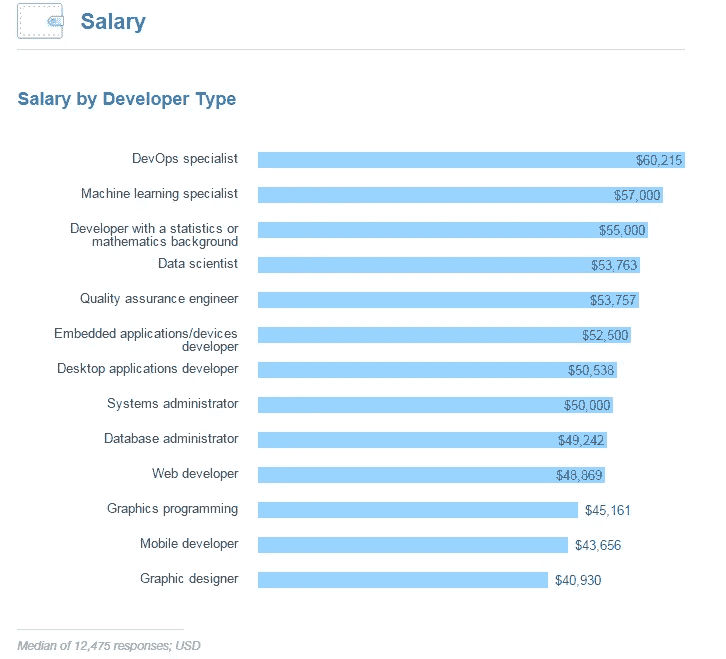 Salary
Salary by Developer Type
DevOps specialist $60,215
Machine learning specialist $57,000
Developer with a statistics or
mathematics background $55,000
Data scientist $53,763
Quality assurance engineer $53,757
Embedded applications/devices
developer $52,500
Desktop applications developer $50,538
Systems administrator $50,000
Database administrator $49,242
Web developer $48,869
Graphics programming $45,161
Mobile developer $43,656
Graphic designer $40,930
Median of 12,475 responses; USD